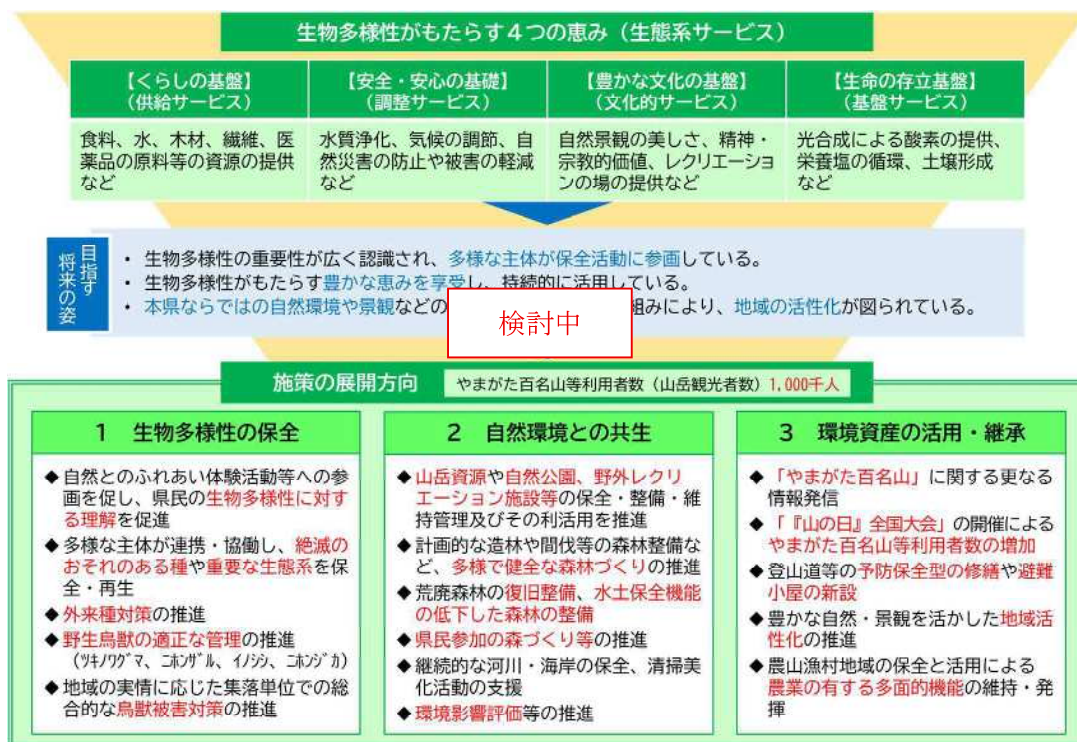 生物多様性がもたらす４つの恵み（生態系サービス）
【くらしの基盤】
（供給サービス）
食料、水、木材、繊維、医
薬品の原料等の資源の提供
など
【安全・安心の基礎】
（調整サービス）
水質浄化、気候の調節、自
然災害の防止や被害の軽減
など
【豊かな文化の基盤】
（文化的サービス）
自然景観の美しさ、精神・
宗教的価値、レクリエーショ
ンの場の提供など
【生命の存立基盤】
（基盤サービス）
光合成による酸素の提供、
栄養塩の循環、土壌形成
など
目指す
将来の姿
・ 生物多様性の重要性が広く認識され、多様な主体が保全活動に参画している。
・ 生物多様性がもたらす豊かな恵みを享受し、持続的に活用している。
・ 本県ならではの自然環境や景観などの 組みにより、地域の活性化が図られている。
検討中
施策の展開方向 やまがた百名山等利用者数（山岳観光者数）1,000千人
１ 生物多様性の保全
◆自然とのふれあい体験活動等への参
画を促し、県民の生物多様性に対す
る理解を促進
◆多様な主体が連携・協働し、絶滅の
おそれのある種や重要な生態系を保
全・再生
◆外来種対策の推進
◆野生鳥獣の適正な管理の推進
（ﾂｷﾉﾜｸﾞﾏ、ﾆﾎﾝｻﾞﾙ、ｲﾉｼｼ、ﾆﾎﾝｼﾞｶ）
◆地域の実情に応じた集落単位での総
合的な鳥獣被害対策の推進
２ 自然環境との共生
◆山岳資源や自然公園、野外レクリ
エーション施設等の保全・整備・維
持管理及びその利活用を推進
◆計画的な造林や間伐等の森林整備な
ど、多様で健全な森林づくりの推進
◆荒廃森林の復旧整備、水土保全機能
の低下した森林の整備
◆県民参加の森づくり等の推進
◆継続的な河川・海岸の保全、清掃美
化活動の支援
◆環境影響評価等の推進
３ 環境資産の活用・継承
◆「やまがた百名山」に関する更なる
情報発信
◆「『山の日』全国大会」の開催による
やまがた百名山等利用者数の増加
◆登山道等の予防保全型の修繕や避難
小屋の新設
◆豊かな自然・景観を活かした地域活
性化の推進
◆農山漁村地域の保全と活用による
農業の有する多面的機能の維持・発
揮